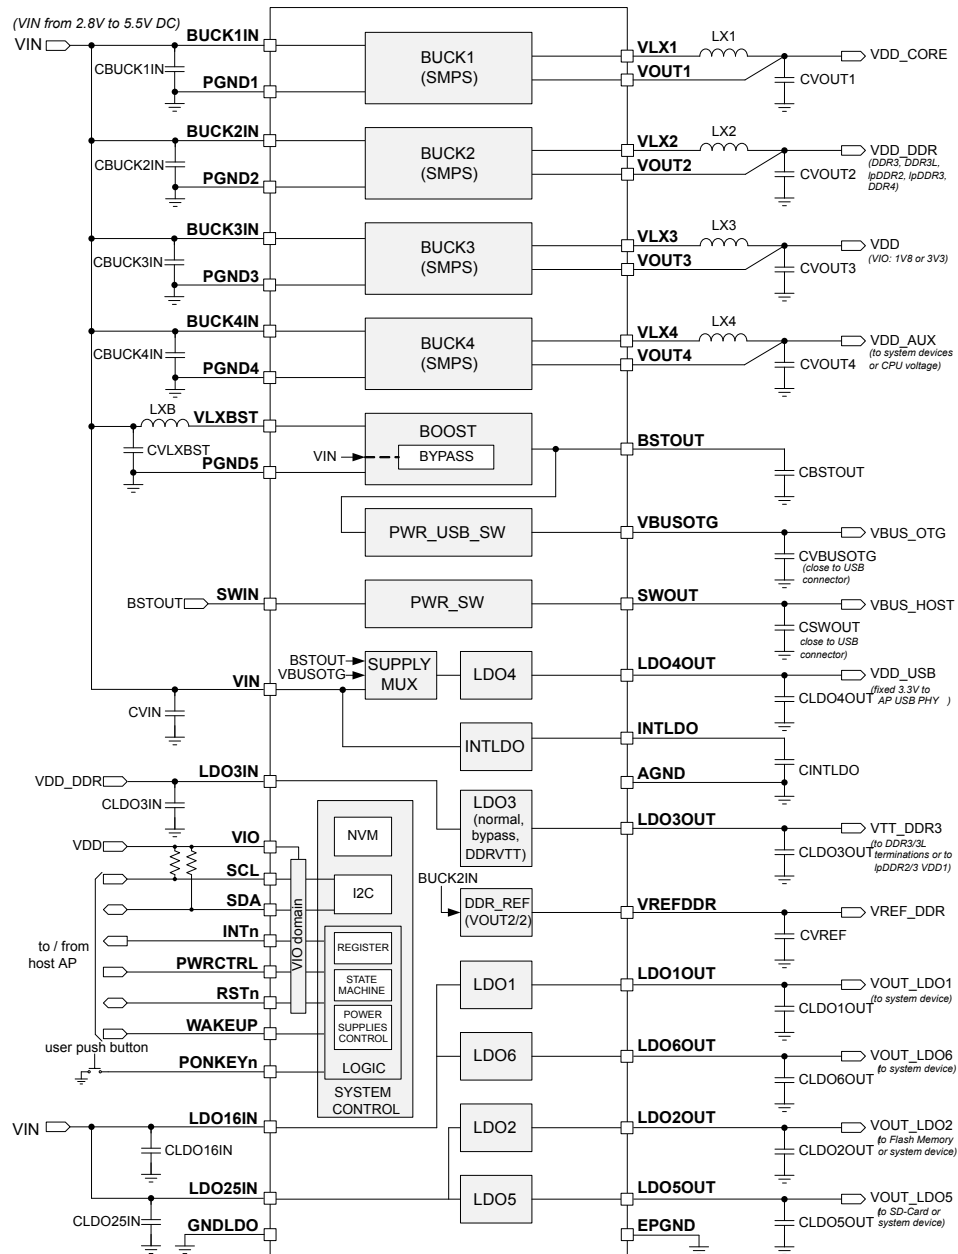 (VIN from 2.8V to 5.5V DC)
VIN
BUCK1IN
CBUCK1IN
PGND1
BUCK1
(SMPS)
VLX1
LX1
VOUT1
VDD_CORE
CVOUT1
BUCK2IN
CBUCK2IN
PGND2
BUCK2
(SMPS)
VLX2
LX2
VOUT2
VDD_DDR
(DDR3, DDR3L,
lpDDR2, lpDDR3,
DDR4)
CVOUT2
BUCK3IN
CBUCK3IN
PGND3
BUCK3
(SMPS)
VLX3
LX3
VOUT3
VDD
(VIO: 1V8 or 3V3)
CVOUT3
BUCK4IN
CBUCK4IN
PGND4
BUCK4
(SMPS)
VLX4
LX4
VOUT4
VDD_AUX
(to system devices
or CPU voltage)
CVOUT4
LXB
VLXBST
CVLXBST
PGND5
BOOST
VIN
BYPASS
BSTOUT
CBSTOUT
PWR_USB_SW
VBUSOTG
VBUS_OTG
CVBUSOTG
(close to USB
connector)
BSTOUT
SWIN
PWR_SW
SWOUT
VBUS_HOST
CSWOUT
close to USB
connector)
BSTOUT
VBUSOTG
VIN
CVIN
SUPPLY
MUX
LDO4
LDO4OUT
VDD_USB
(fixed 3.3V to
AP USB PHY )
CLDO4OUT
INTLDO
INTLDO
CINTLDO
AGND
VDD_DDR
LDO3IN
CLDO3IN
LDO3
(normal,
bypass,
DDRVTT)
LDO3OUT
VTT_DDR3
(to DDR3/3L
terminations or to
lpDDR2/3 VDD1)
CLDO3OUT
VDD
VIO
SCL
SDA
INTn
PWRCTRL
RSTn
WAKEUP
PONKEYn
to / from
host AP
user push button
VIO domain
NVM
I2C
REGISTER
STATE
MACHINE
POWER
SUPPLIES
CONTROL
LOGIC
SYSTEM
CONTROL
BUCK2IN
DDR_REF
(VOUT2/2)
VREFDDR
VREF_DDR
CVREF
LDO1
LDO1OUT
VOUT_LDO1
(to system device)
CLDO1OUT
LDO6
LDO6OUT
VOUT_LDO6
(to system device)
CLDO6OUT
VIN
LDO16IN
CLDO16IN
LDO2
LDO2OUT
VOUT_LDO2
(to Flash Memory
or system device)
CLDO2OUT
LDO25IN
CLDO25IN
LDO5
LDO5OUT
VOUT_LDO5
(to SD-Card or
system device)
CLDO5OUT
GNDLDO
EPGND